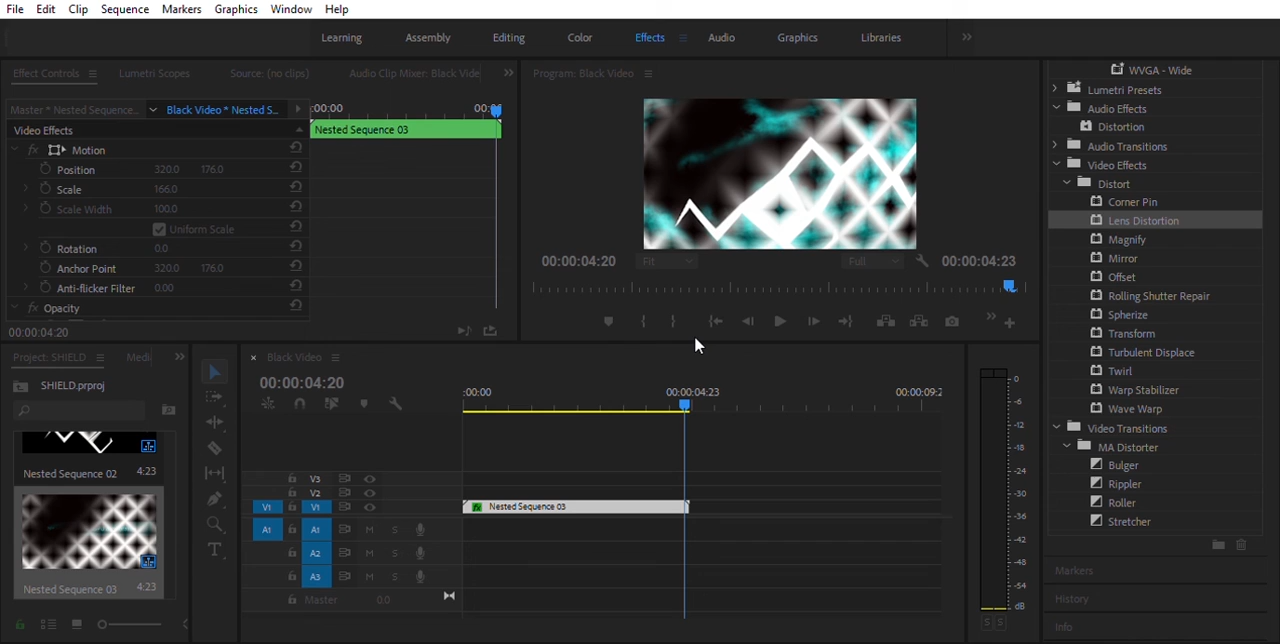 File Edit Clip Sequence Markers Graphics Window Help
Learning Assembly Editing Color Effects Audio Graphics Libraries
Effect Controls Lumetri Scopes Source: (no clips) Audio Clip Mixer: Black Vide
Master * Nested Sequence... Black Video * Nested S... :00:00 00:0
Video Effects Nested Sequence 03
fx Motion
Position 320.0 176.0
Scale 166.0
Scale Width 100.0
Uniform Scale
Rotation 0.0
Anchor Point 320.0 176.0
Anti-flicker Filter 0.00
fx Opacity
00:00:04:20
Program: Black Video
00:00:04:20 Fit Full 00:00:04:23
WVGA - Wide
Lumetri Presets
Audio Effects
Distortion
Audio Transitions
Video Effects
Distort
Corner Pin
Lens Distortion
Magnify
Mirror
Offset
Rolling Shutter Repair
Spherize
Transform
Turbulent Displace
Twirl
Warp Stabilizer
Wave Warp
Video Transitions
MA Distorter
Bulger
Rippler
Roller
Stretcher
Markers
History
Info
Project: SHIELD Medi
SHIELD.prproj
Nested Sequence 02 4:23
Nested Sequence 03 4:23
× Black Video
00:00:04:20
:00:00 00:00:04:23 00:00:09:2
V3
V2
V1 V1 fx Nested Sequence 03
A1 A1 M S
A2 M S
A3 M S
Master 0.0
0
-6
-12
-18
-24
-30
-36
-42
-48
-54
dB
S S